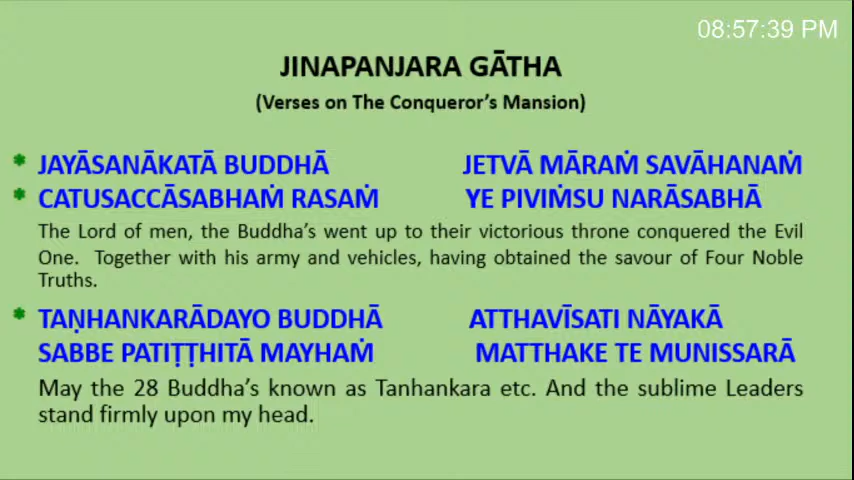 08:57:39 PM
JINAPANJARA GĀTHA
(Verses on The Conqueror's Mansion)
* JAYĀSANĀKATĀ BUDDHĀ JETVĀ MĀRAṀ SAVĀHANAṀ
* CATUSACCĀSABHAṀ RASAṀ YE PIVIṀSU NARĀSABHĀ
The Lord of men, the Buddha's went up to their victorious throne conquered the Evil
One. Together with his army and vehicles, having obtained the savour of Four Noble
Truths.
* TAṆHANKARĀDAYO BUDDHĀ ATTHAVĪSATI NĀYAKĀ
SABBE PATIṬṬHITĀ MAYHAṀ MATTHAKE TE MUNISSARĀ
May the 28 Buddha's known as Tanhankara etc. And the sublime Leaders
stand firmly upon my head.